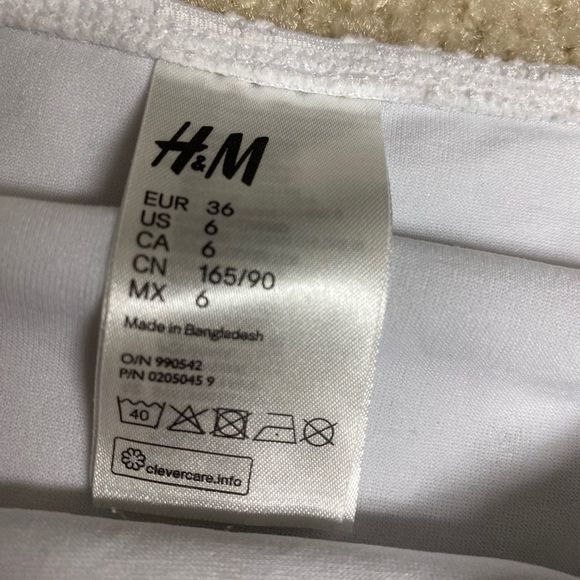 H&M
EUR 36
US 6
CA 6
CN 165/90
MX 6
Made in Bangladesh
O/N 990542
P/N 0205045 9
40
clevercare.info